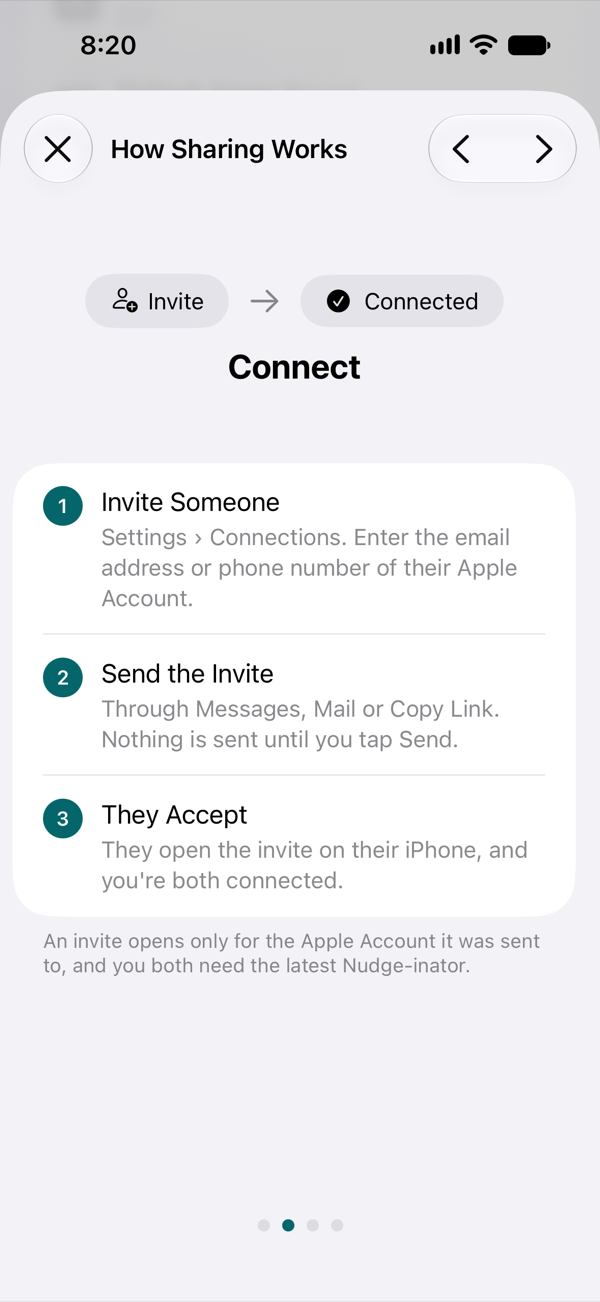 8:20
How Sharing Works
Invite
Connected
Connect
1
Invite Someone
Settings › Connections. Enter the email
address or phone number of their Apple
Account.
2
Send the Invite
Through Messages, Mail or Copy Link.
Nothing is sent until you tap Send.
3
They Accept
They open the invite on their iPhone, and
you're both connected.
An invite opens only for the Apple Account it was sent
to, and you both need the latest Nudge-inator.